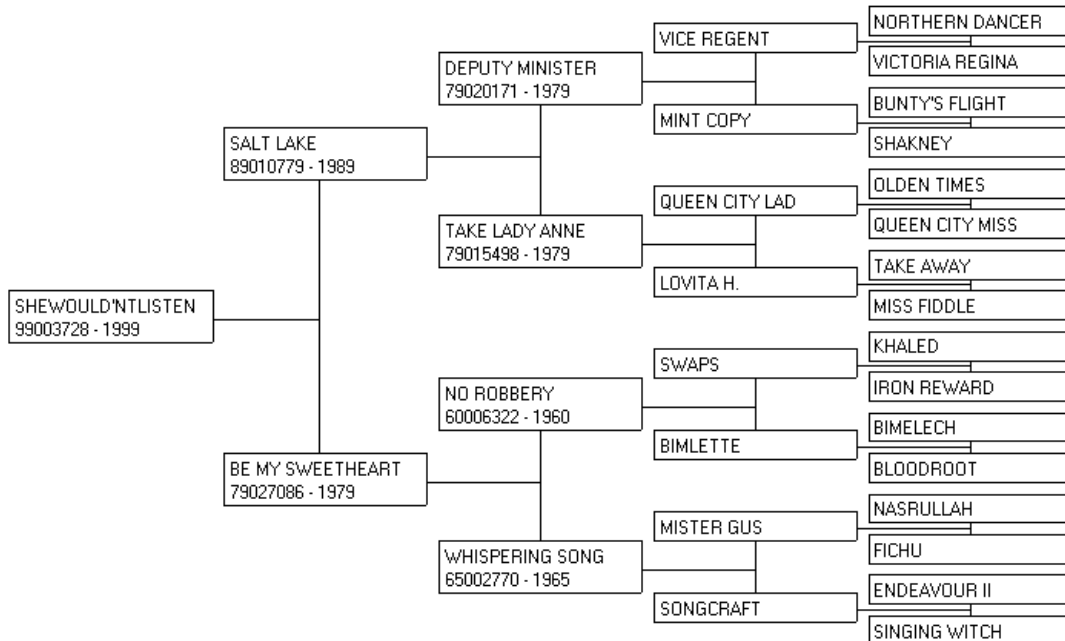 SHEWOULD'NTLISTEN
99003728 - 1999
SALT LAKE
89010779 - 1989
BE MY SWEETHEART
79027086 - 1979
DEPUTY MINISTER
79020171 - 1979
TAKE LADY ANNE
79015498 - 1979
NO ROBBERY
60006322 - 1960
WHISPERING SONG
65002770 - 1965
VICE REGENT
MINT COPY
QUEEN CITY LAD
LOVITA H.
SWAPS
BIMLETTE
MISTER GUS
SONGCRAFT
NORTHERN DANCER
VICTORIA REGINA
BUNTY'S FLIGHT
SHAKNEY
OLDEN TIMES
QUEEN CITY MISS
TAKE AWAY
MISS FIDDLE
KHALED
IRON REWARD
BIMELECH
BLOODROOT
NASRULLAH
FICHU
ENDEAVOUR II
SINGING WITCH